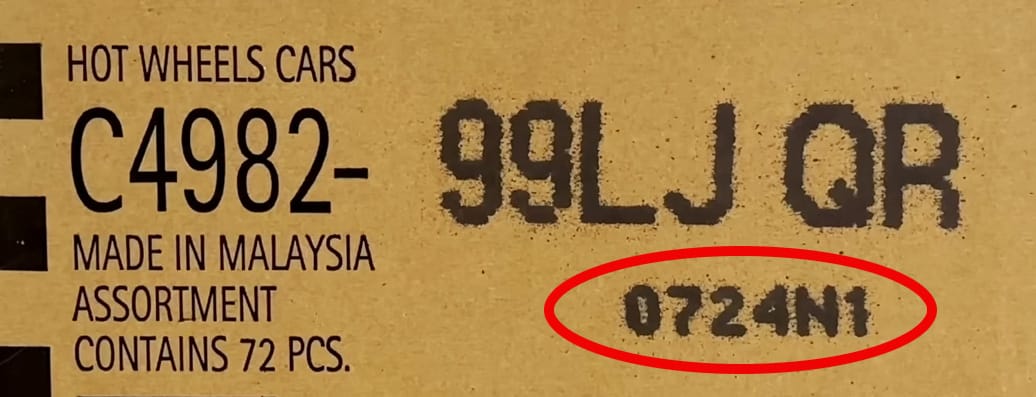 HOT WHEELS CARS
C4982-
99LJ QR
MADE IN MALAYSIA
ASSORTMENT
CONTAINS 72 PCS.
0724N1